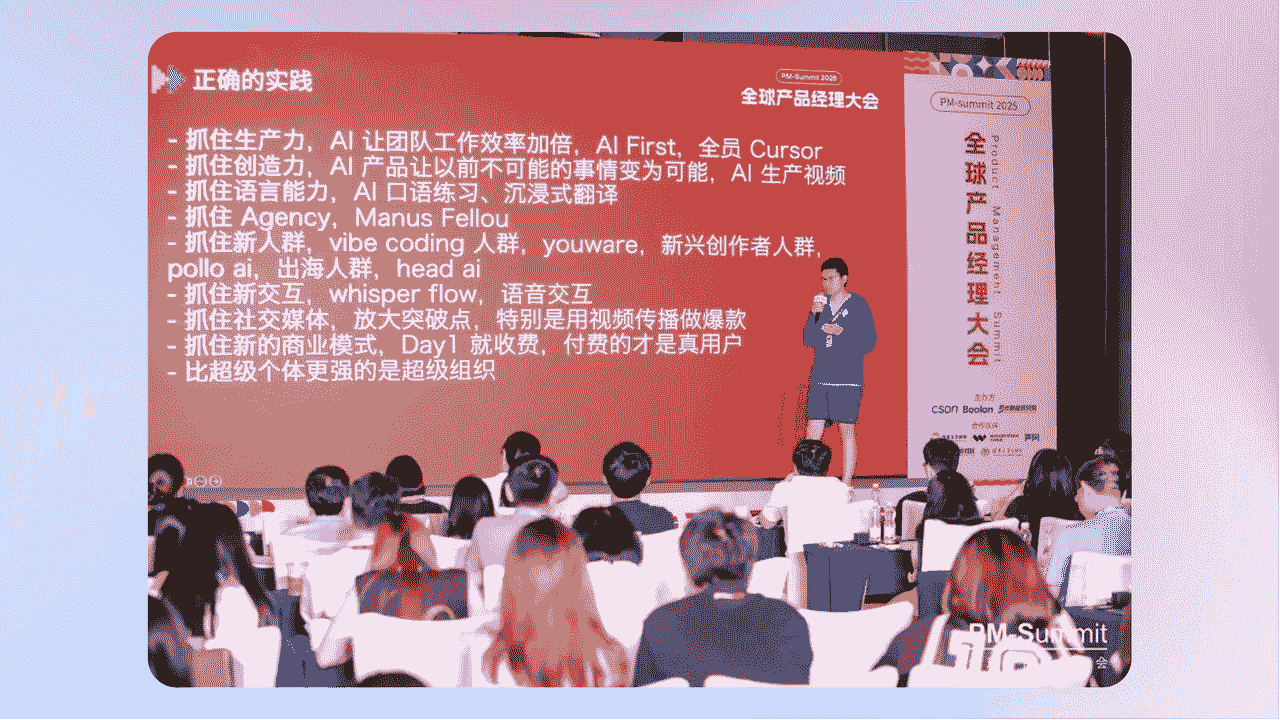 正确的实践
PM-Summit 2025
全球产品经理大会
- 抓住生产力，AI 让团队工作效率加倍，AI First，全员 Cursor
- 抓住创造力，AI 产品让以前不可能的事情变为可能，AI 生产视频
- 抓住语言能力，AI 口语练习、沉浸式翻译
- 抓住 Agency，Manus Fellou
- 抓住新人群，vibe coding 人群，youware，新兴创作者人群，
pollo ai，出海人群，head ai
- 抓住新交互，whisper flow，语音交互
- 抓住社交媒体，放大突破点，特别是用视频传播做爆款
- 抓住新的商业模式，Day1 就收费，付费的才是真用户
- 比超级个体更强的是超级组织
PM-summit 2025
全球产品经理大会
Product Management Summit
主办方
CSDN Boolan
合作伙伴
PM-Summit
会